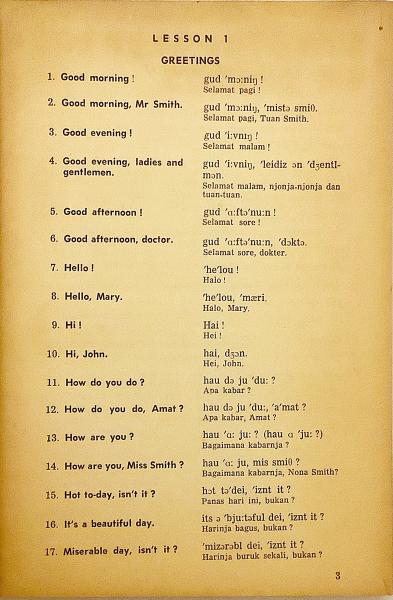 LESSON 1
GREETINGS
1. Good morning !
gud 'mɔ:niŋ !
Selamat pagi !
2. Good morning, Mr Smith.
gud 'mɔ:niŋ, 'mistə smiθ.
Selamat pagi, Tuan Smith.
3. Good evening !
gud 'i:vniŋ !
Selamat malam !
4. Good evening, ladies and
gentlemen.
gud 'i:vniŋ, 'leidiz ən 'dʒentl-
mən.
Selamat malam, njonja-njonja dan
tuan-tuan.
5. Good afternoon !
gud 'ɑ:ftə'nu:n !
Selamat sore !
6. Good afternoon, doctor.
gud 'ɑ:ftə'nu:n, 'dɔktə.
Selamat sore, dokter.
7. Hello !
'he'lou !
Halo !
8. Hello, Mary.
'he'lou, 'mæri.
Halo, Mary.
9. Hi !
Hai !
Hei !
10. Hi, John.
hai, dʒɔn.
Hei, John.
11. How do you do ?
hau də ju 'du: ?
Apa kabar ?
12. How do you do, Amat ?
hau də ju 'du:, 'a'mat ?
Apa kabar, Amat ?
13. How are you ?
hau 'ɑ: ju: ? (hau ɑ 'ju: ?)
Bagaimana kabarnja ?
14. How are you, Miss Smith ?
hau 'ɑ: ju, mis smiθ ?
Bagaimana kabarnja, Nona Smith?
15. Hot to-day, isn't it ?
hɔt tə'dei, 'iznt it ?
Panas hari ini, bukan ?
16. It's a beautiful day.
its ə 'bju:təful dei, 'iznt it ?
Harinja bagus, bukan ?
17. Miserable day, isn't it ?
'mizərəbl dei, 'iznt it ?
Harinja buruk sekali, bukan ?
3